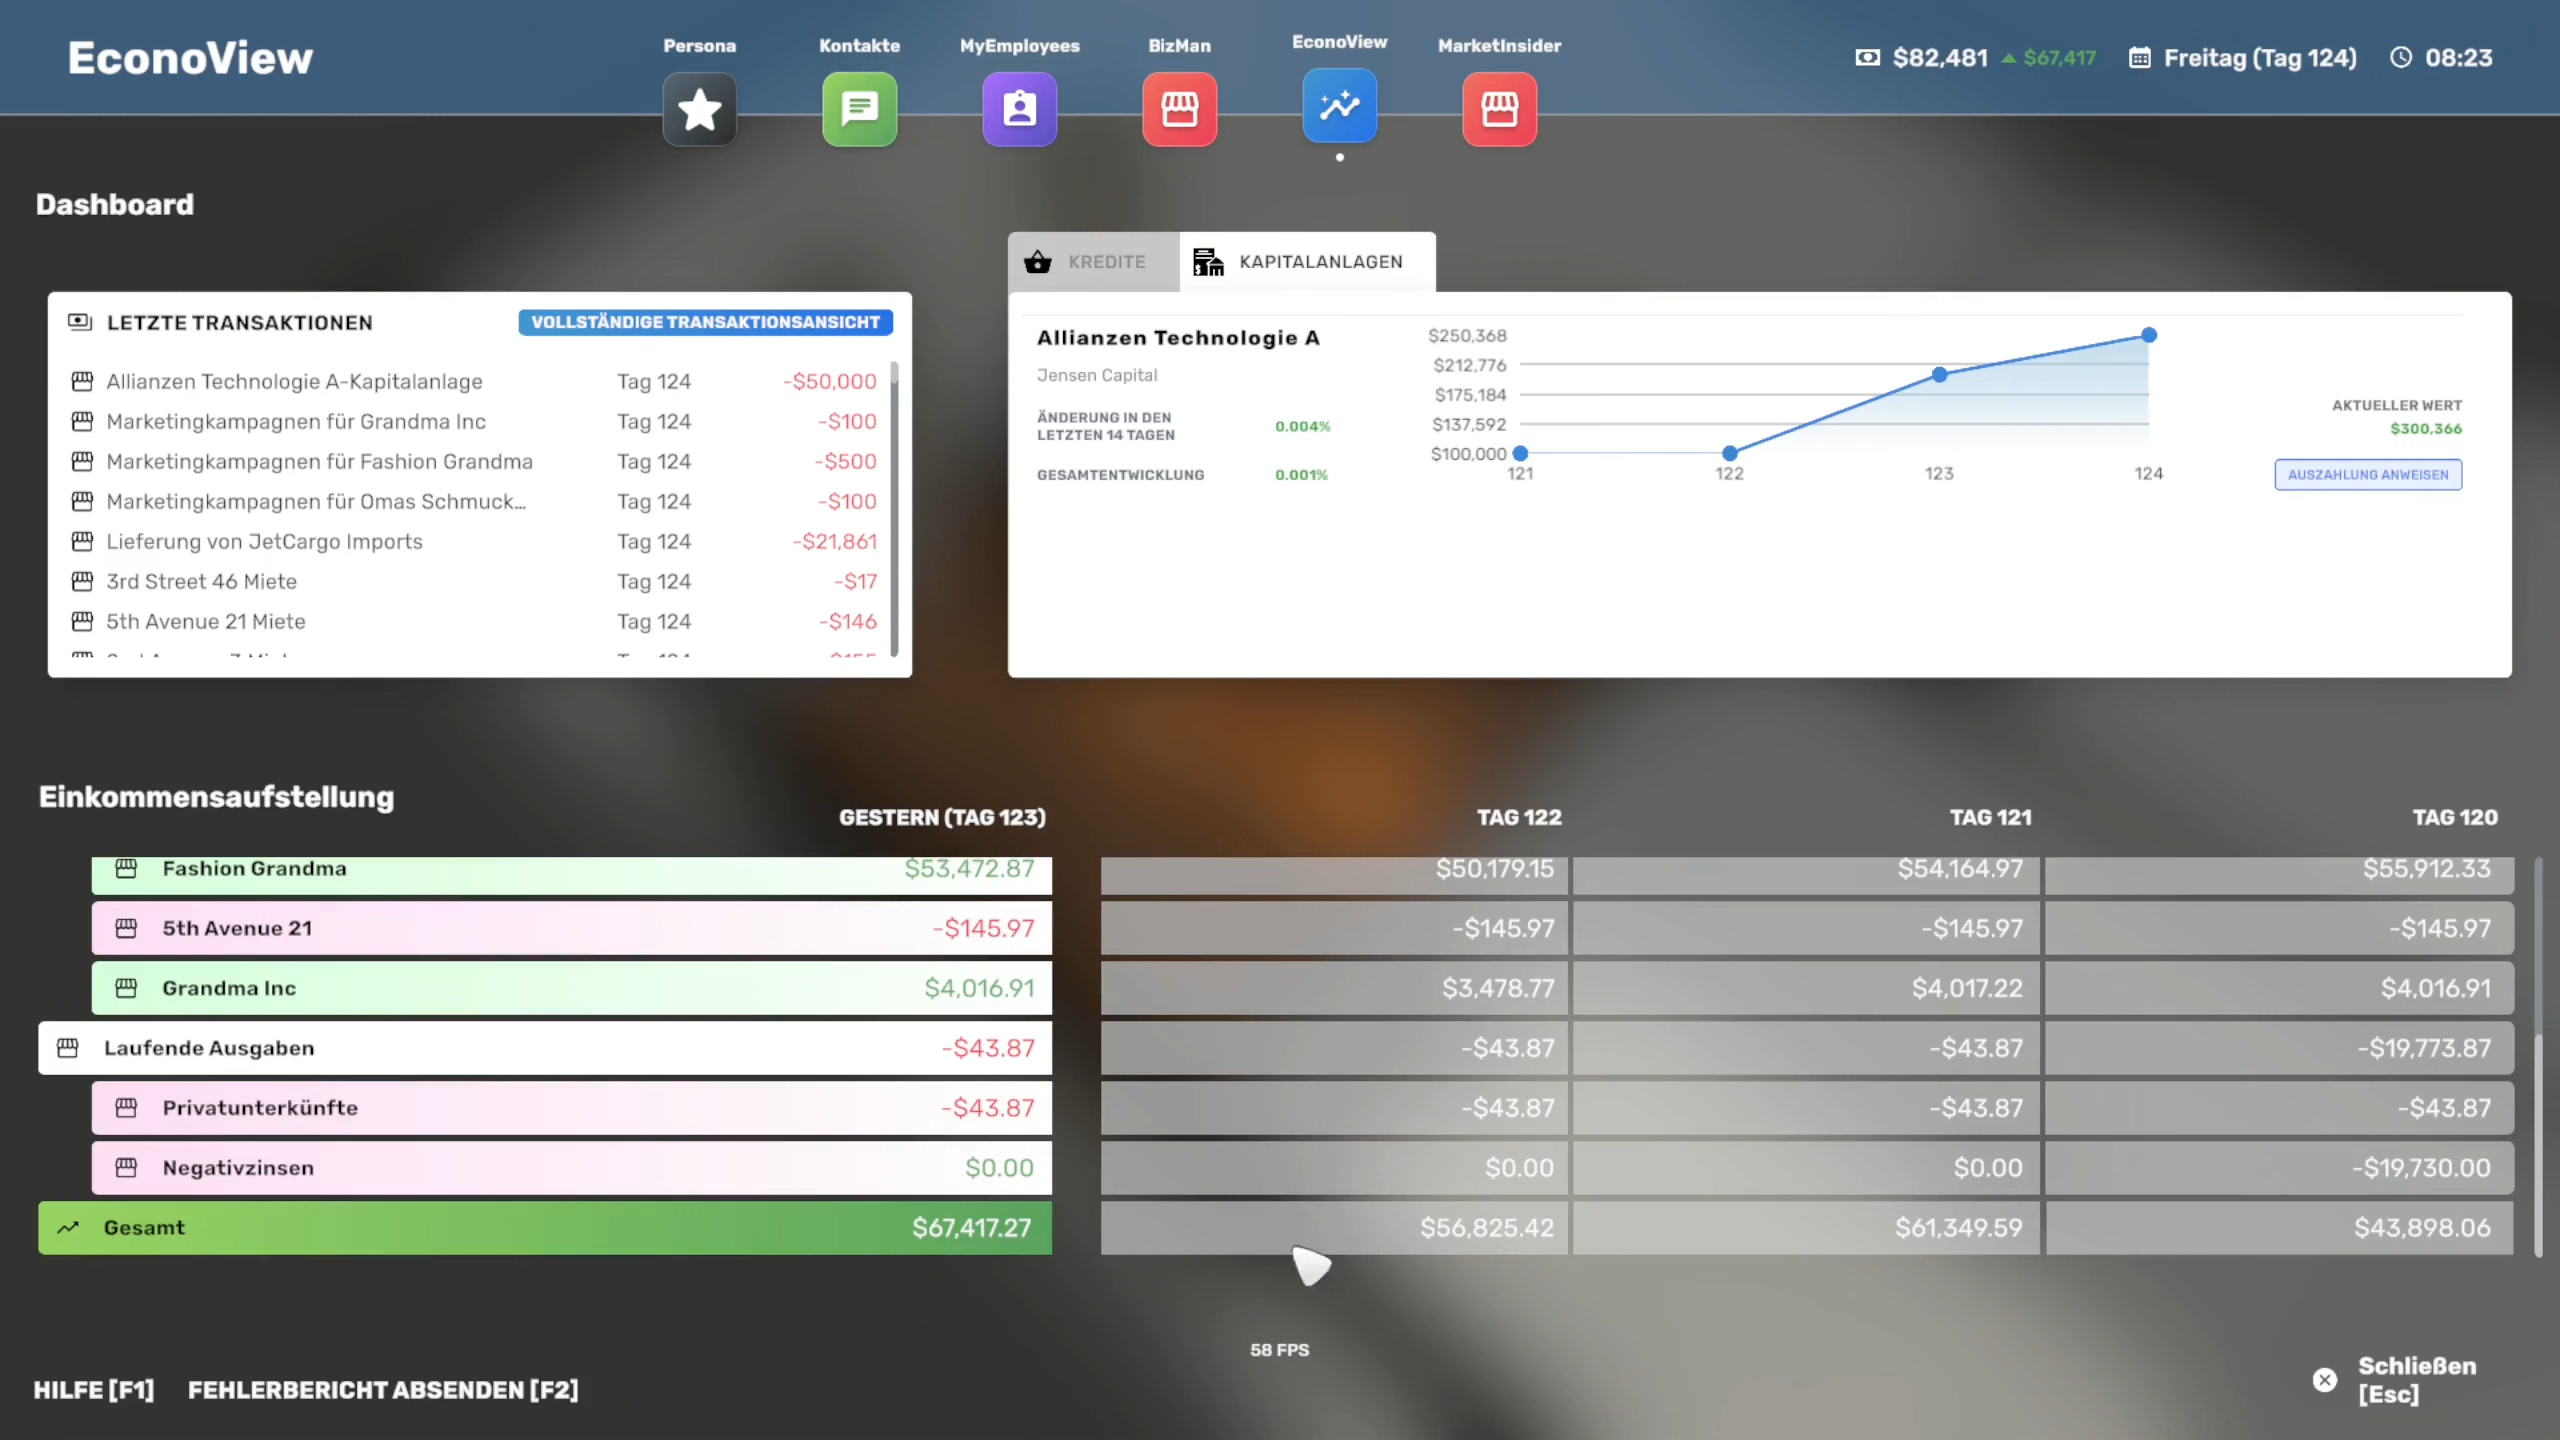 EconoView
Persona
Kontakte
MyEmployees
BizMan
EconoView
MarketInsider
$82,481 $67,417
Freitag (Tag 124)
08:23
Dashboard
KREDITE
KAPITALANLAGEN
LETZTE TRANSAKTIONEN
VOLLSTÄNDIGE TRANSAKTIONSANSICHT
Allianzen Technologie A-Kapitalanlage Tag 124 -$50,000
Marketingkampagnen für Grandma Inc Tag 124 -$100
Marketingkampagnen für Fashion Grandma Tag 124 -$500
Marketingkampagnen für Omas Schmuck... Tag 124 -$100
Lieferung von JetCargo Imports Tag 124 -$21,861
3rd Street 46 Miete Tag 124 -$17
5th Avenue 21 Miete Tag 124 -$146
Allianzen Technologie A
Jensen Capital
ÄNDERUNG IN DEN
LETZTEN 14 TAGEN
0.004%
GESAMTENTWICKLUNG 0.001%
$250,368
$212,776
$175,184
$137,592
$100,000
121 122 123 124
AKTUELLER WERT
$300,366
AUSZAHLUNG ANWEISEN
Einkommensaufstellung
GESTERN (TAG 123) TAG 122 TAG 121 TAG 120
Fashion Grandma $53,472.87 $50,179.15 $54,164.97 $55,912.33
5th Avenue 21 -$145.97 -$145.97 -$145.97 -$145.97
Grandma Inc $4,016.91 $3,478.77 $4,017.22 $4,016.91
Laufende Ausgaben -$43.87 -$43.87 -$43.87 -$19,773.87
Privatunterkünfte -$43.87 -$43.87 -$43.87 -$43.87
Negativzinsen $0.00 $0.00 $0.00 -$19,730.00
Gesamt $67,417.27 $56,825.42 $61,349.59 $43,898.06
58 FPS
HILFE [F1] FEHLERBERICHT ABSENDEN [F2]
Schließen
[Esc]